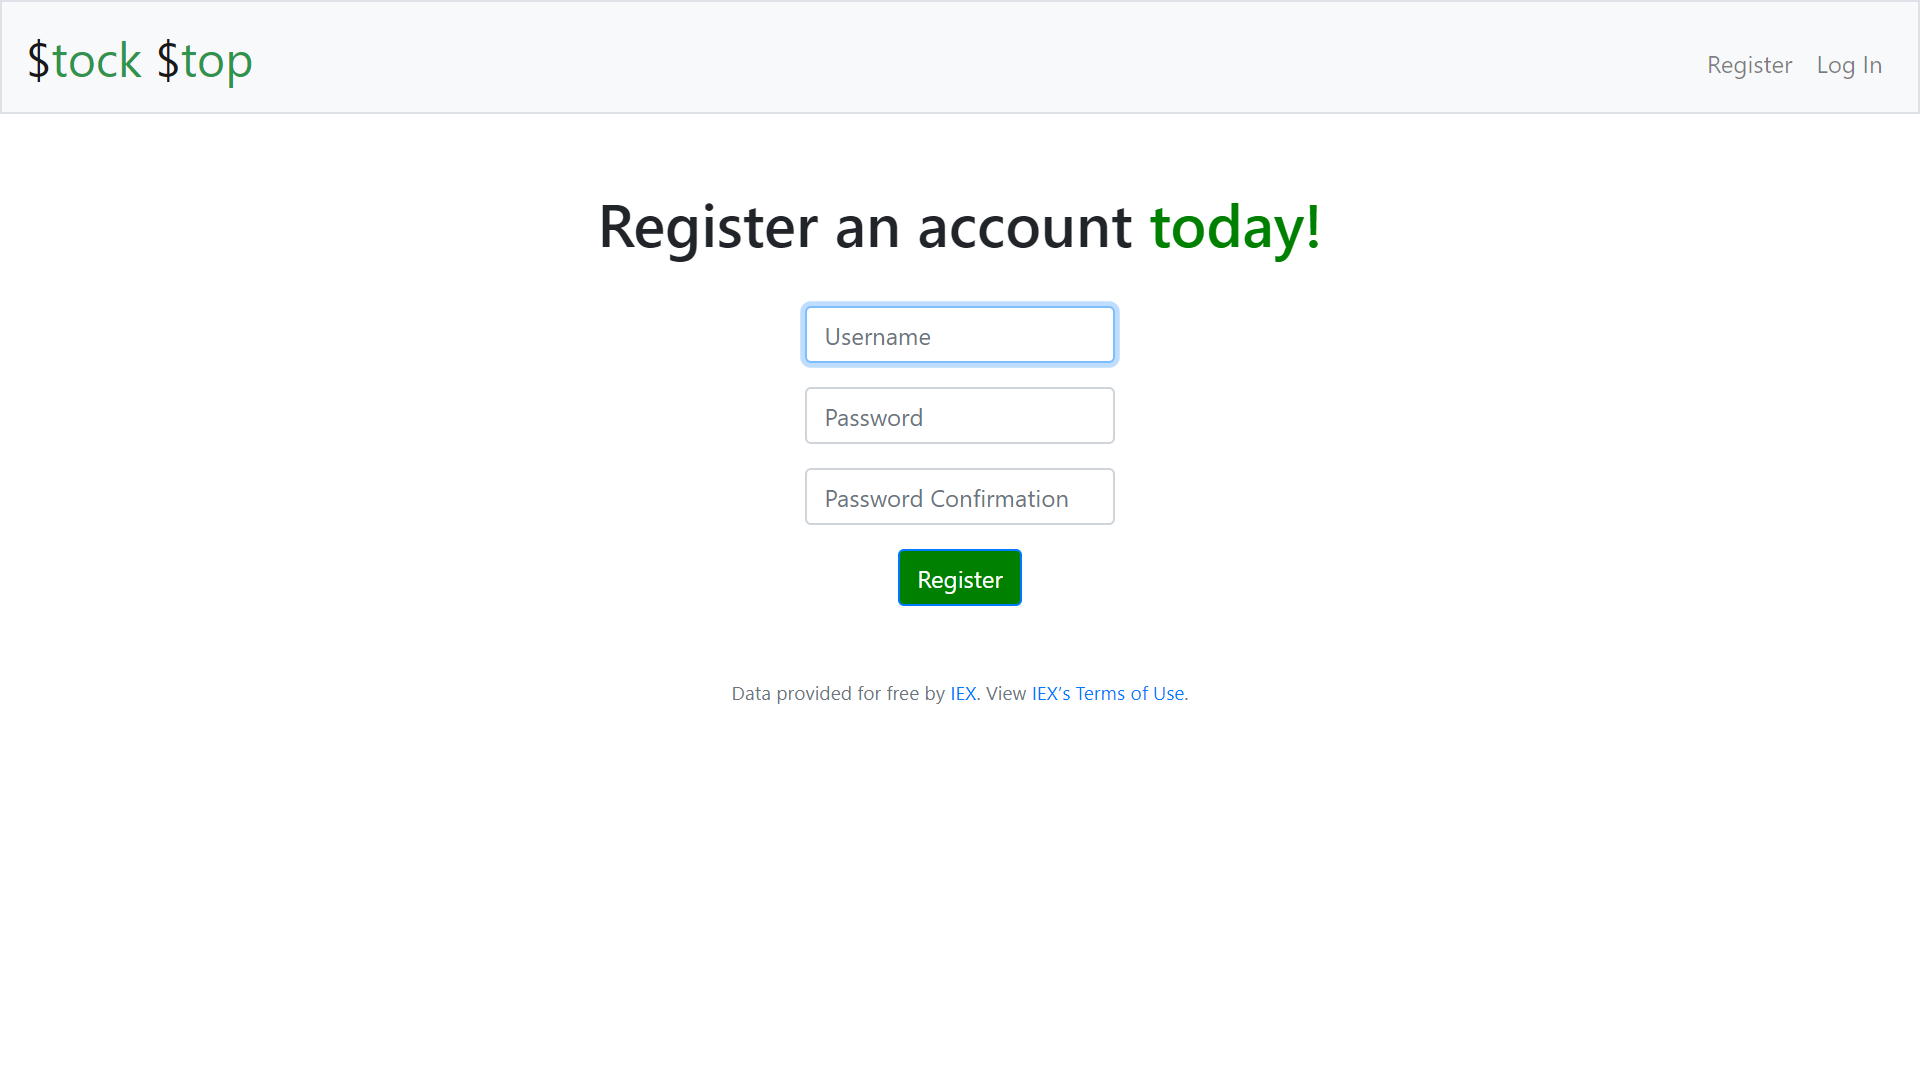 $tock $top
Register Log In
Register an account today!
Username
Password
Password Confirmation
Register
Data provided for free by IEX. View IEX’s Terms of Use.